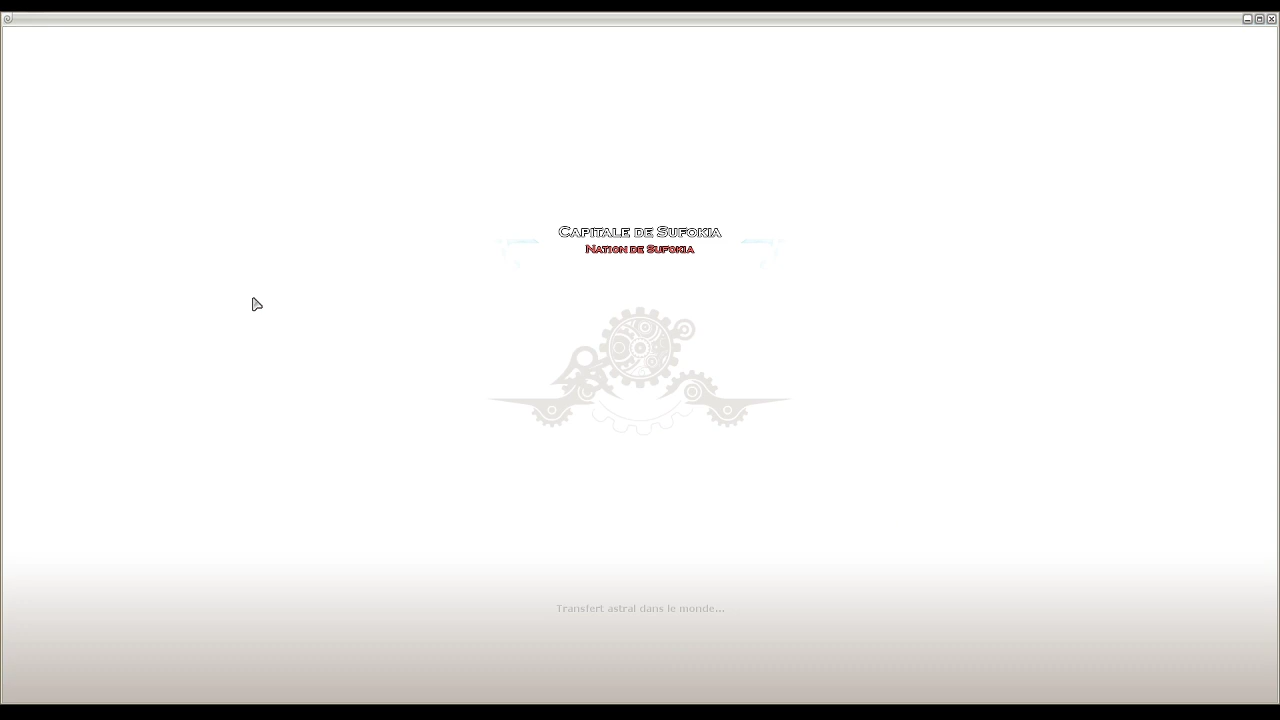 Capitale de Sufokia
Nation de Sufokia
Transfert astral dans le monde...